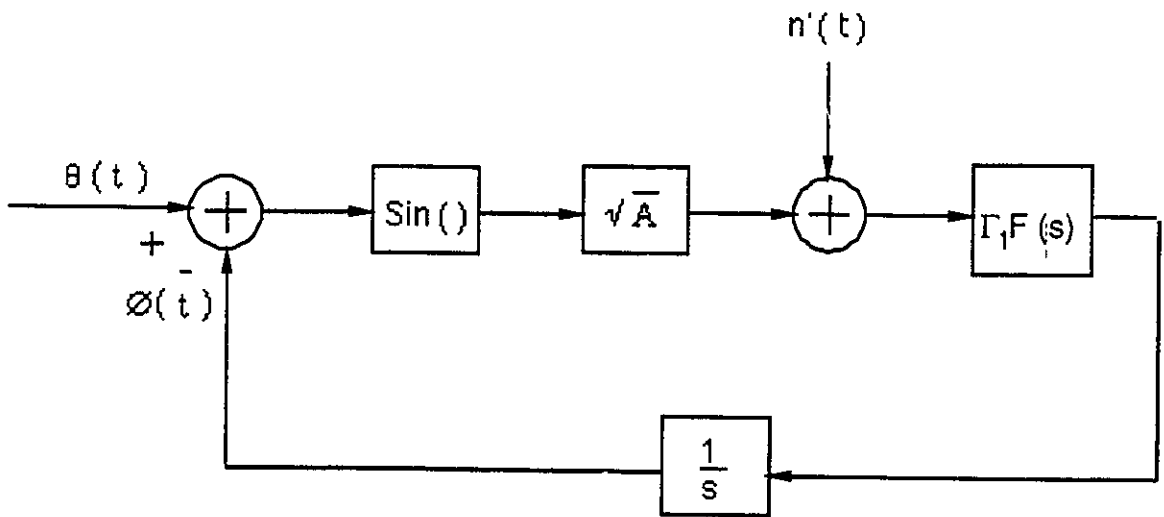 n'(t)
θ(t)
+
Sin()
√A̅
+
Γ₁F(s)
+
-
Ø(t)
1
s